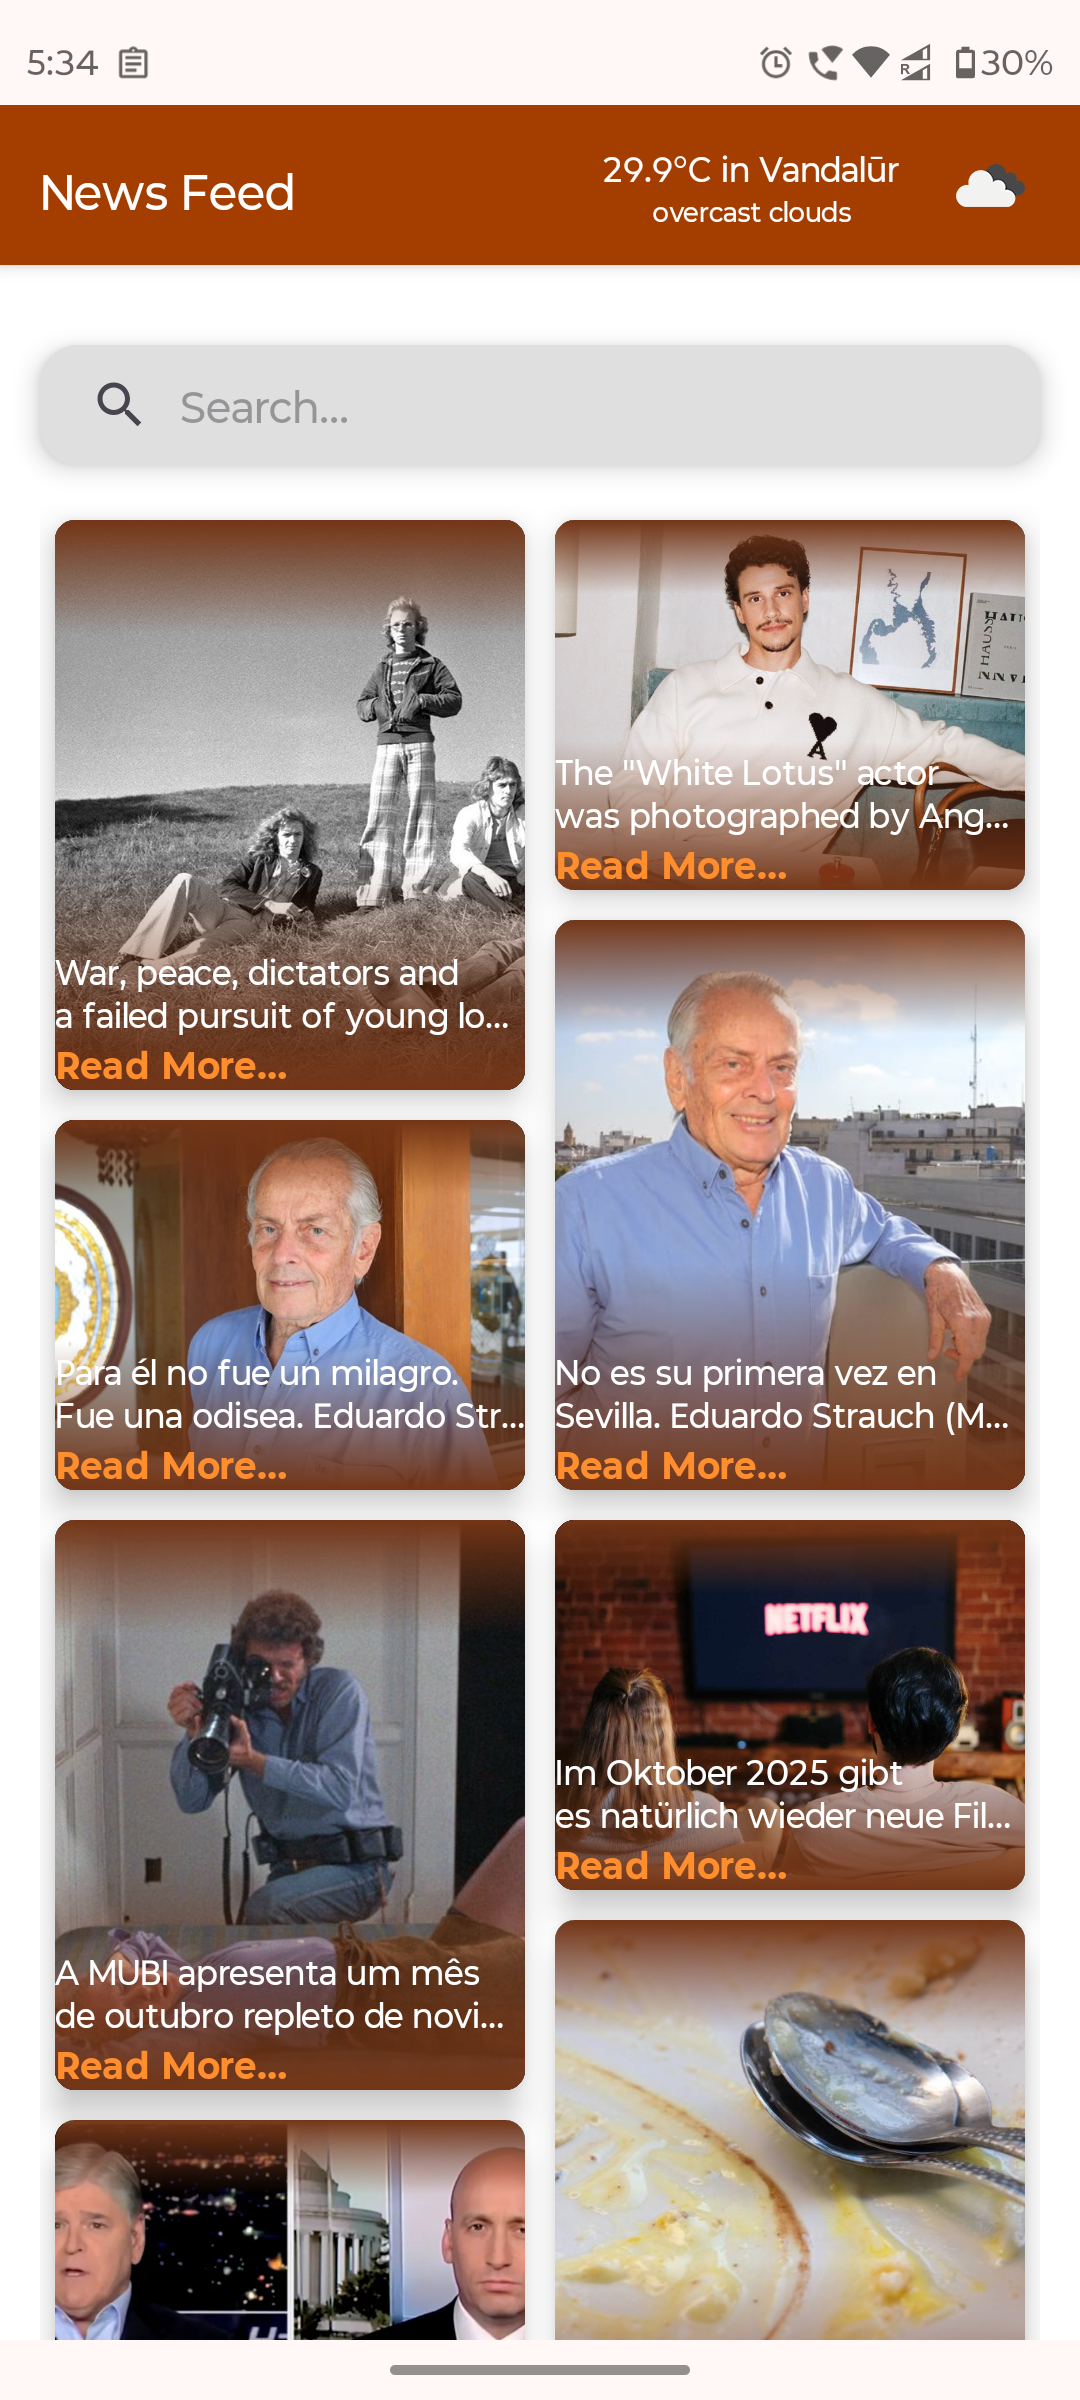 5:34
30%
News Feed
29.9°C in Vandalūr
overcast clouds
Search...
War, peace, dictators and
a failed pursuit of young lo...
Read More...
HAUSS
The "White Lotus" actor
was photographed by Ang...
Read More...
Para él no fue un milagro.
Fue una odisea. Eduardo Str...
Read More...
No es su primera vez en
Sevilla. Eduardo Strauch (M...
Read More...
A MUBI apresenta um mês
de outubro repleto de novi...
Read More...
NETFLIX
Im Oktober 2025 gibt
es natürlich wieder neue Fil...
Read More...